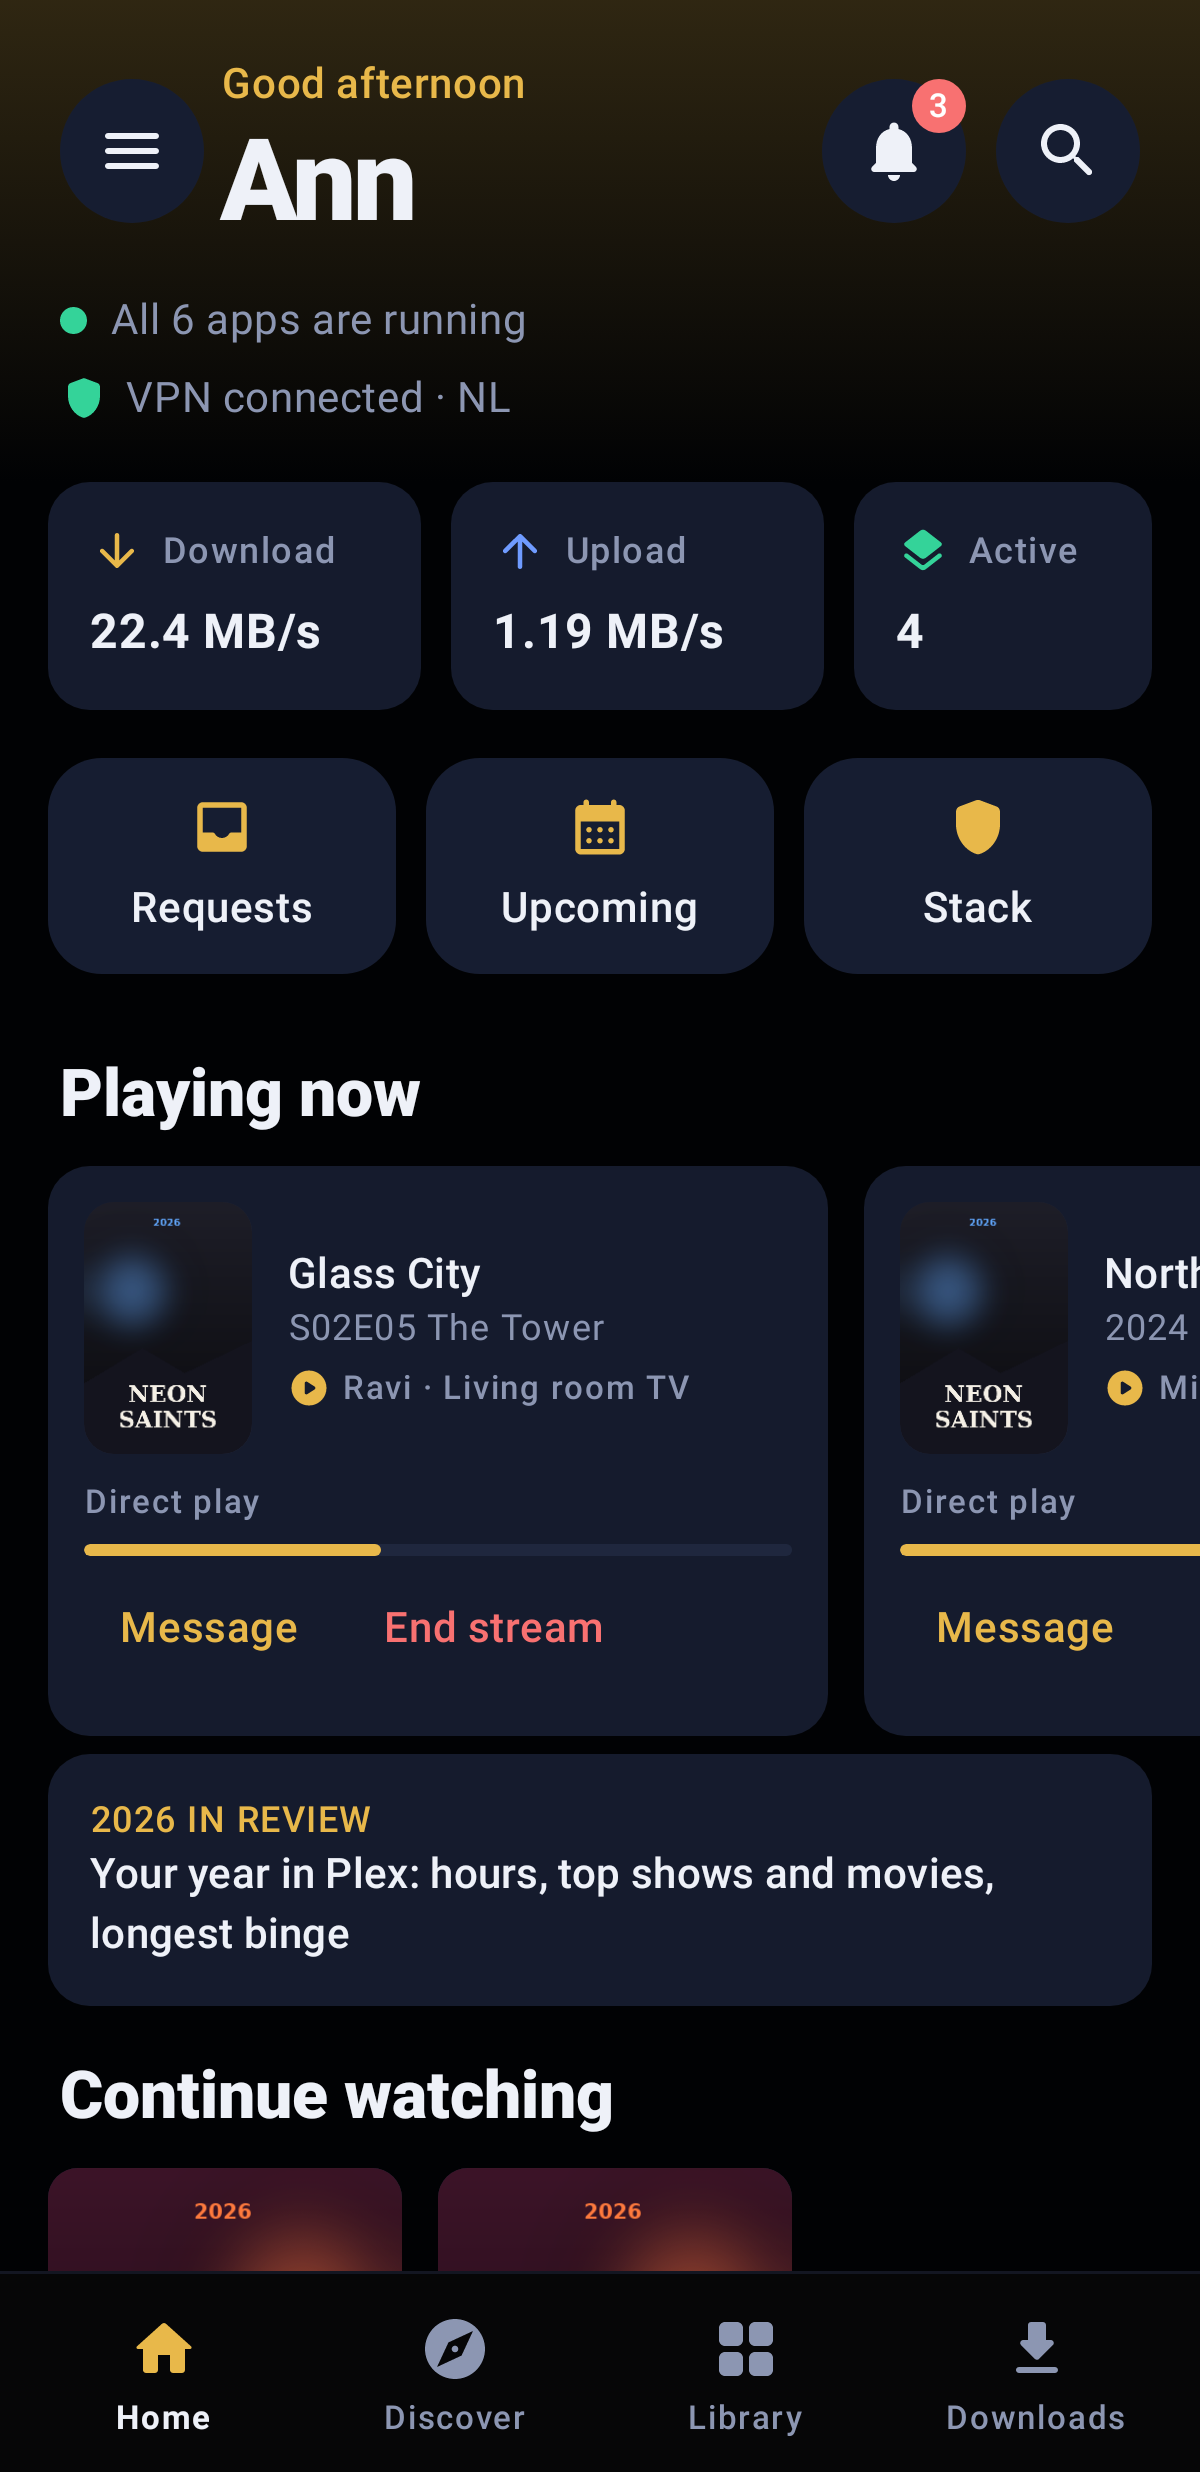 Good afternoon
Ann
3
All 6 apps are running
VPN connected · NL
Download
22.4 MB/s
Upload
1.19 MB/s
Active
4
Requests
Upcoming
Stack
Playing now
2026
NEON
SAINTS
Glass City
S02E05 The Tower
Ravi · Living room TV
Direct play
Message
End stream
2026
NEON
SAINTS
2024
Direct play
Message
2026 IN REVIEW
Your year in Plex: hours, top shows and movies,
longest binge
Continue watching
2026
2026
Home
Discover
Library
Downloads